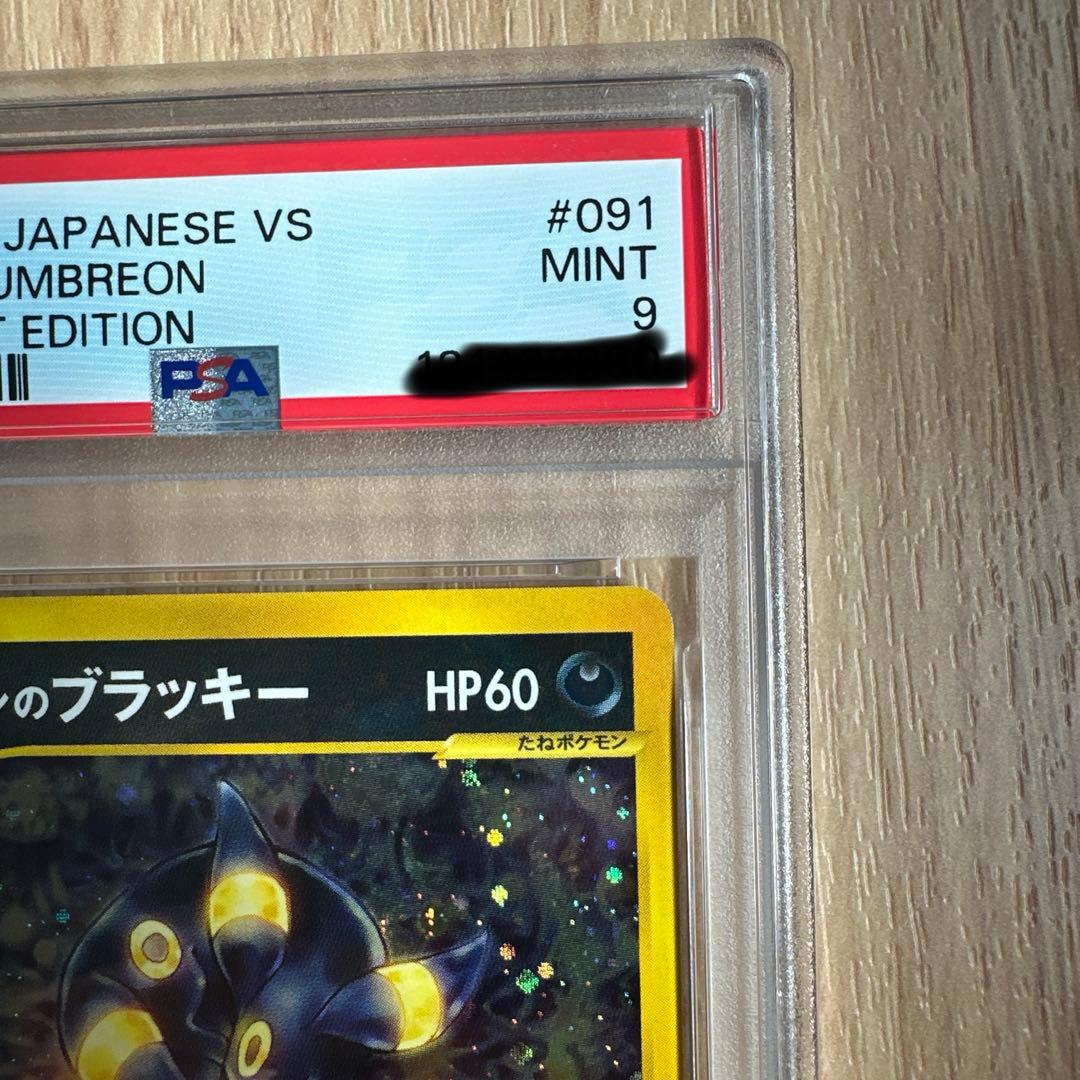 JAPANESE VS #091
UMBREON MINT
EDITION 9
PSA
のブラッキー HP60
たねポケモン